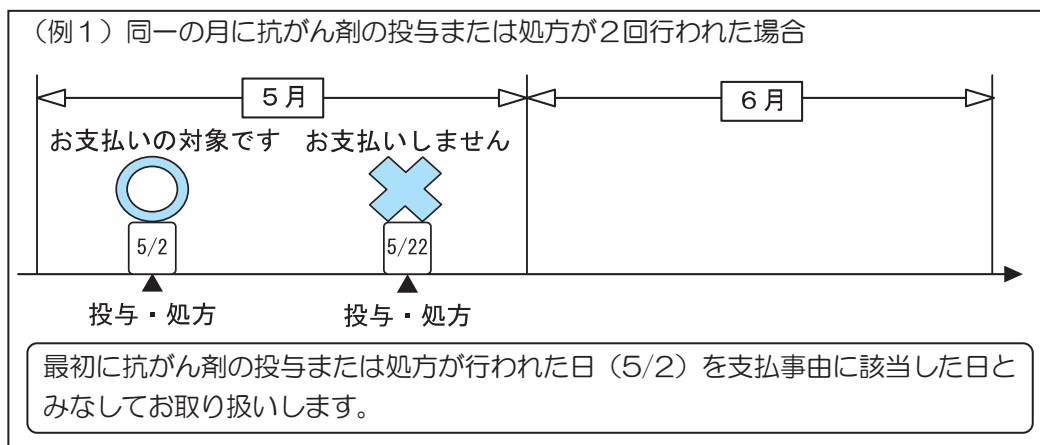 （例１）同一の月に抗がん剤の投与または処方が２回行われた場合
５月
６月
お支払いの対象です
お支払いしません
5/2
5/22
投与・処方
投与・処方
最初に抗がん剤の投与または処方が行われた日（5/2）を支払事由に該当した日と
みなしてお取り扱いします。